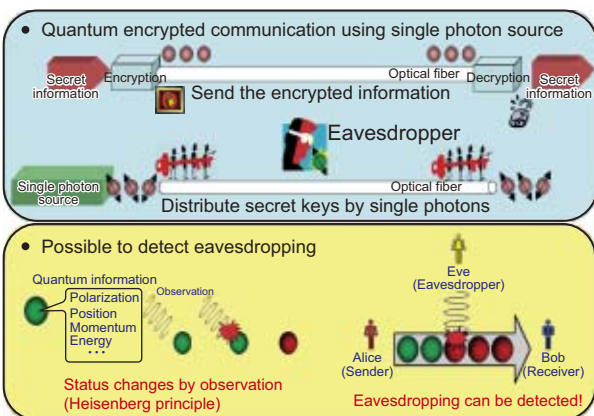 • Quantum encrypted communication using single photon source
Secret
information
Encryption
Optical fiber
Decryption
Secret
information
Send the encrypted information
Eavesdropper
Single photon
source
Optical fiber
Distribute secret keys by single photons
• Possible to detect eavesdropping
Quantum information
Polarization
Position
Momentum
Energy
• • •
Observation
Status changes by observation
(Heisenberg principle)
Eve
(Eavesdropper)
Alice
(Sender)
Bob
(Receiver)
Eavesdropping can be detected!